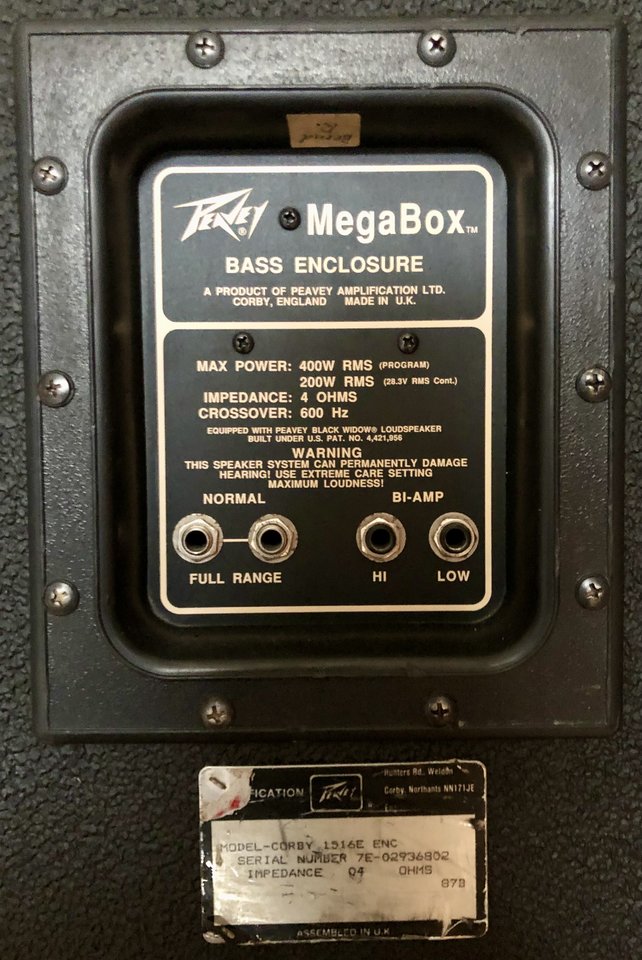 PEAVEY® MegaBox™
BASS ENCLOSURE
A PRODUCT OF PEAVEY AMPLIFICATION LTD.
CORBY, ENGLAND MADE IN U.K.
MAX POWER: 400W RMS (PROGRAM)
200W RMS (28.3V RMS Cont.)
IMPEDANCE: 4 OHMS
CROSSOVER: 600 Hz
EQUIPPED WITH PEAVEY BLACK WIDOW® LOUDSPEAKER
BUILT UNDER U.S. PAT. NO. 4,421,956
WARNING
THIS SPEAKER SYSTEM CAN PERMANENTLY DAMAGE
HEARING! USE EXTREME CARE SETTING
MAXIMUM LOUDNESS!
NORMAL BI-AMP
FULL RANGE HI LOW
Hunters Rd., Weldon
FICATION PEAVEY Corby, Northants NN171JE
MODEL-CORBY 1516E ENC
SERIAL NUMBER 7E-02936802
IMPEDANCE 04 OHMS
87B
ASSEMBLED IN U.K